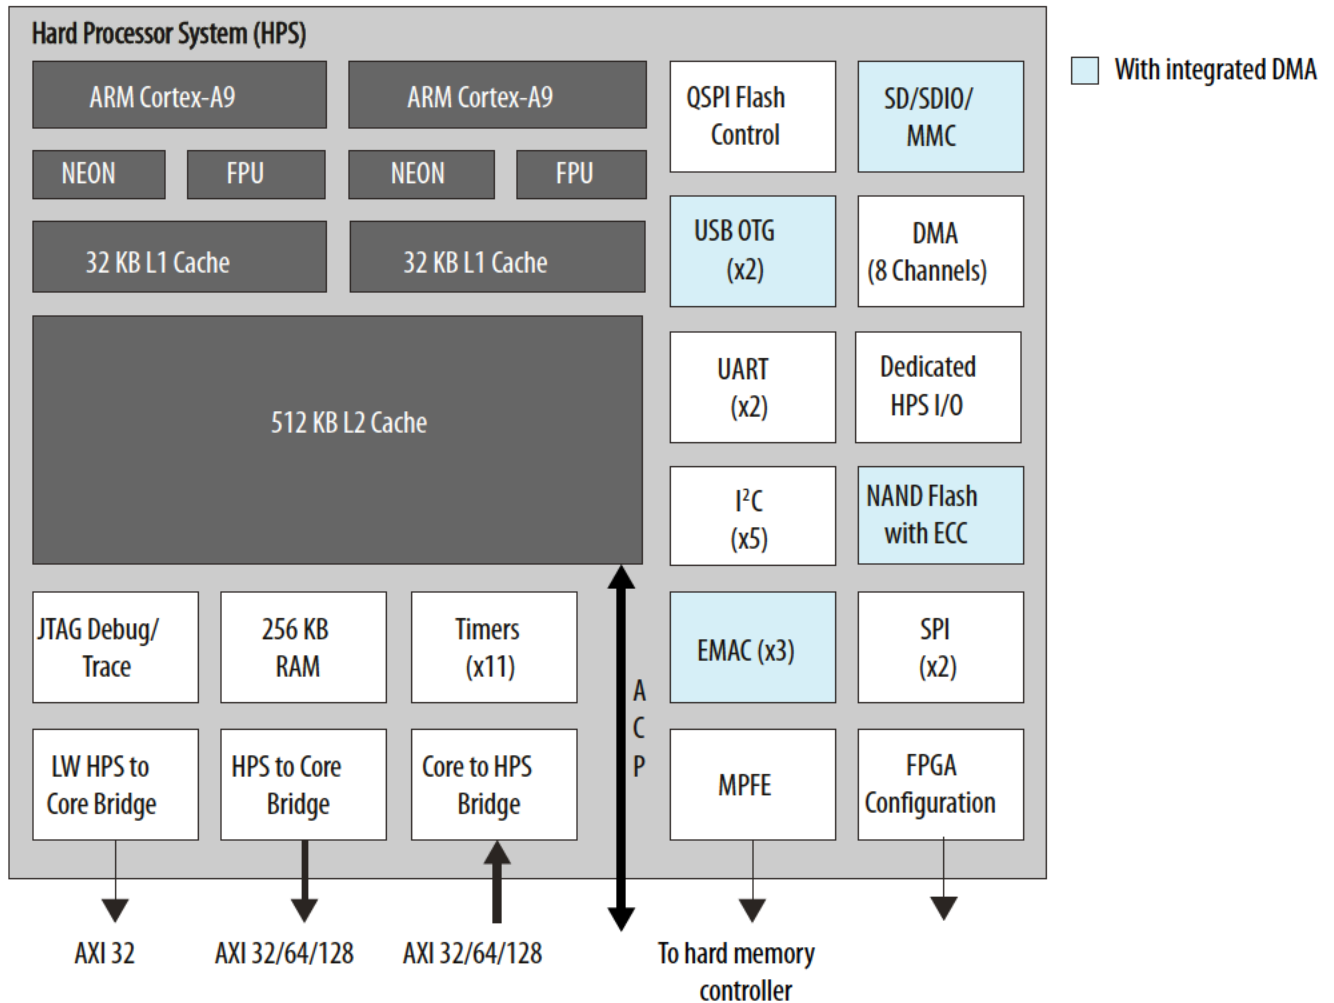 Hard Processor System (HPS)
ARM Cortex-A9
ARM Cortex-A9
NEON
FPU
NEON
FPU
32 KB L1 Cache
32 KB L1 Cache
512 KB L2 Cache
JTAG Debug/
Trace
256 KB
RAM
Timers
(x11)
LW HPS to
Core Bridge
HPS to Core
Bridge
Core to HPS
Bridge
A
C
P
QSPI Flash
Control
SD/SDIO/
MMC
USB OTG
(x2)
DMA
(8 Channels)
UART
(x2)
Dedicated
HPS I/O
I²C
(x5)
NAND Flash
with ECC
EMAC (x3)
SPI
(x2)
MPFE
FPGA
Configuration
AXI 32
AXI 32/64/128
AXI 32/64/128
To hard memory
controller
With integrated DMA